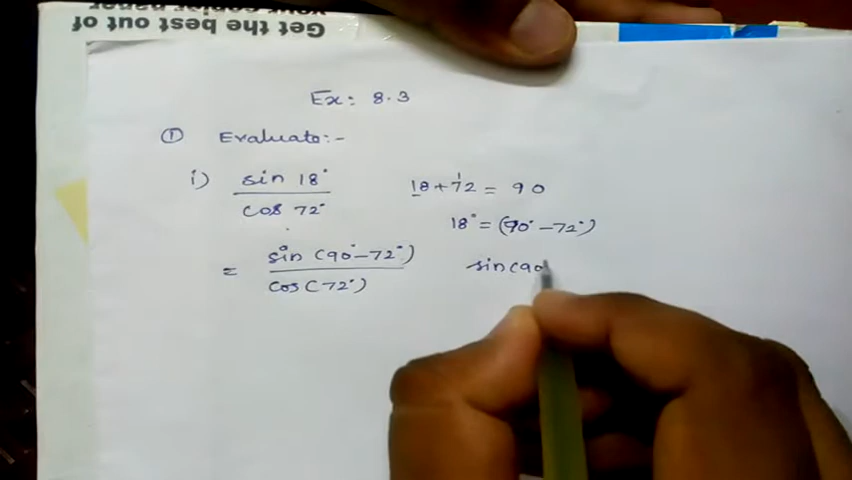 Get the best out of
Ex: 8.3
① Evaluate:-
i) sin 18° / cos 72°
18+72 = 90
18° = (90° - 72°)
= sin (90° - 72°) / cos (72°)
sin(90